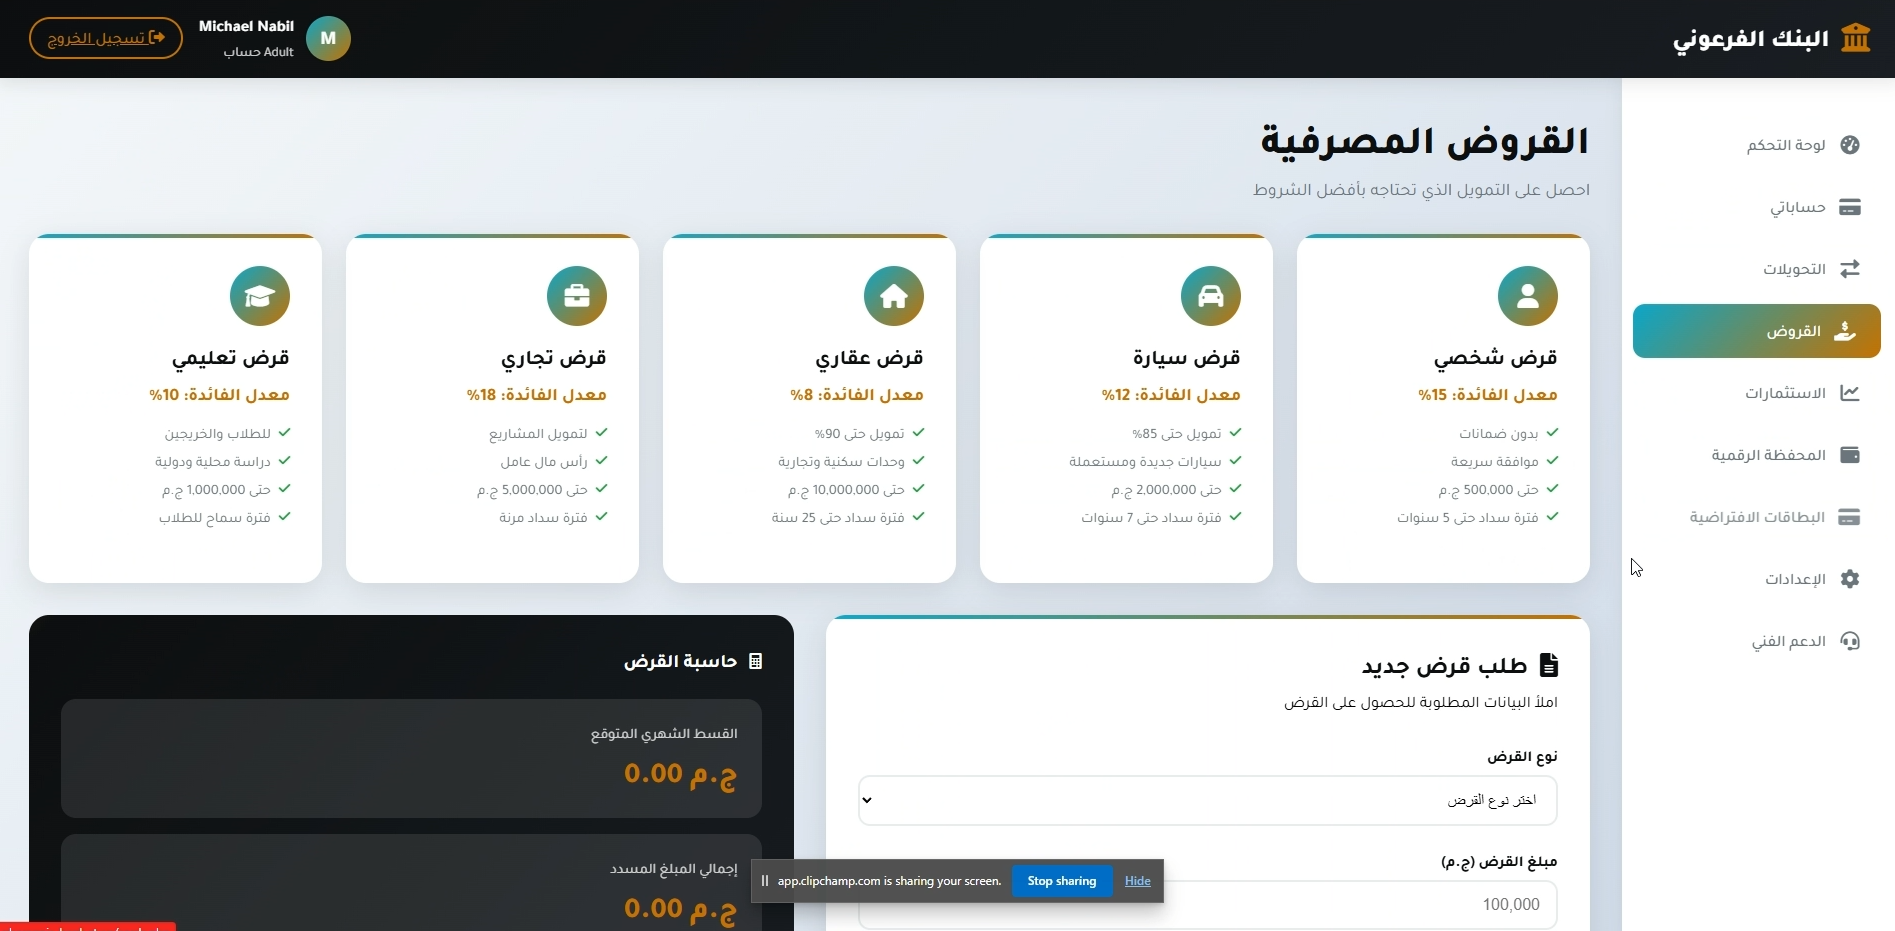 البنك الفرعوني
Michael Nabil
حساب Adult
M
تسجيل الخروج
لوحة التحكم
حساباتي
التحويلات
القروض
الاستثمارات
المحفظة الرقمية
البطاقات الافتراضية
الإعدادات
الدعم الفني
القروض المصرفية
احصل على التمويل الذي تحتاجه بأفضل الشروط
قرض شخصي
معدل الفائدة: 15%
بدون ضمانات
موافقة سريعة
حتى 500,000 ج.م
فترة سداد حتى 5 سنوات
قرض سيارة
معدل الفائدة: 12%
تمويل حتى 85%
سيارات جديدة ومستعملة
حتى 2,000,000 ج.م
فترة سداد حتى 7 سنوات
قرض عقاري
معدل الفائدة: 8%
تمويل حتى 90%
وحدات سكنية وتجارية
حتى 10,000,000 ج.م
فترة سداد حتى 25 سنة
قرض تجاري
معدل الفائدة: 18%
لتمويل المشاريع
رأس مال عامل
حتى 5,000,000 ج.م
فترة سداد مرنة
قرض تعليمي
معدل الفائدة: 10%
للطلاب والخريجين
دراسة محلية ودولية
حتى 1,000,000 ج.م
فترة سماح للطلاب
طلب قرض جديد
املأ البيانات المطلوبة للحصول على القرض
نوع القرض
اختر نوع القرض
مبلغ القرض (ج.م)
100,000
حاسبة القرض
القسط الشهري المتوقع
ج.م 0.00
إجمالي المبلغ المسدد
ج.م 0.00
app.clipchamp.com is sharing your screen.
Stop sharing
Hide